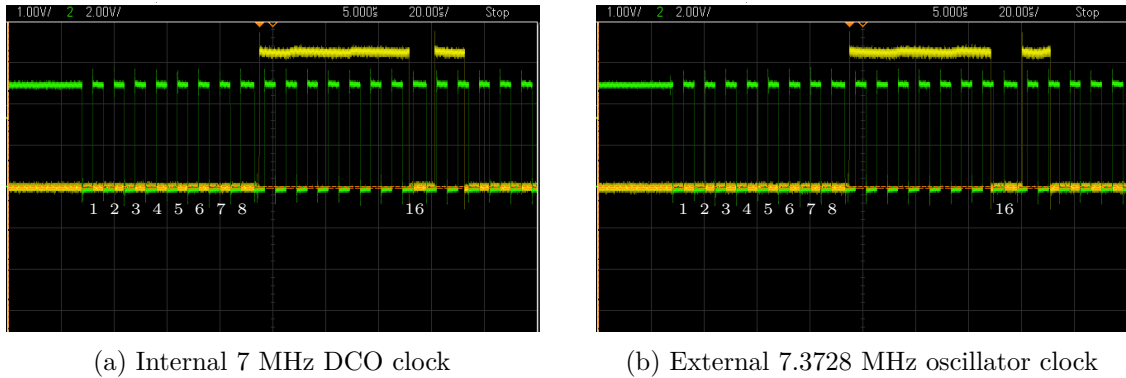 1.00V/ 2 2.00V/ 5.000s 20.00s/ Stop
1 2 3 4 5 6 7 8 16
(a) Internal 7 MHz DCO clock
1.00V/ 2 2.00V/ 5.000s 20.00s/ Stop
1 2 3 4 5 6 7 8 16
(b) External 7.3728 MHz oscillator clock